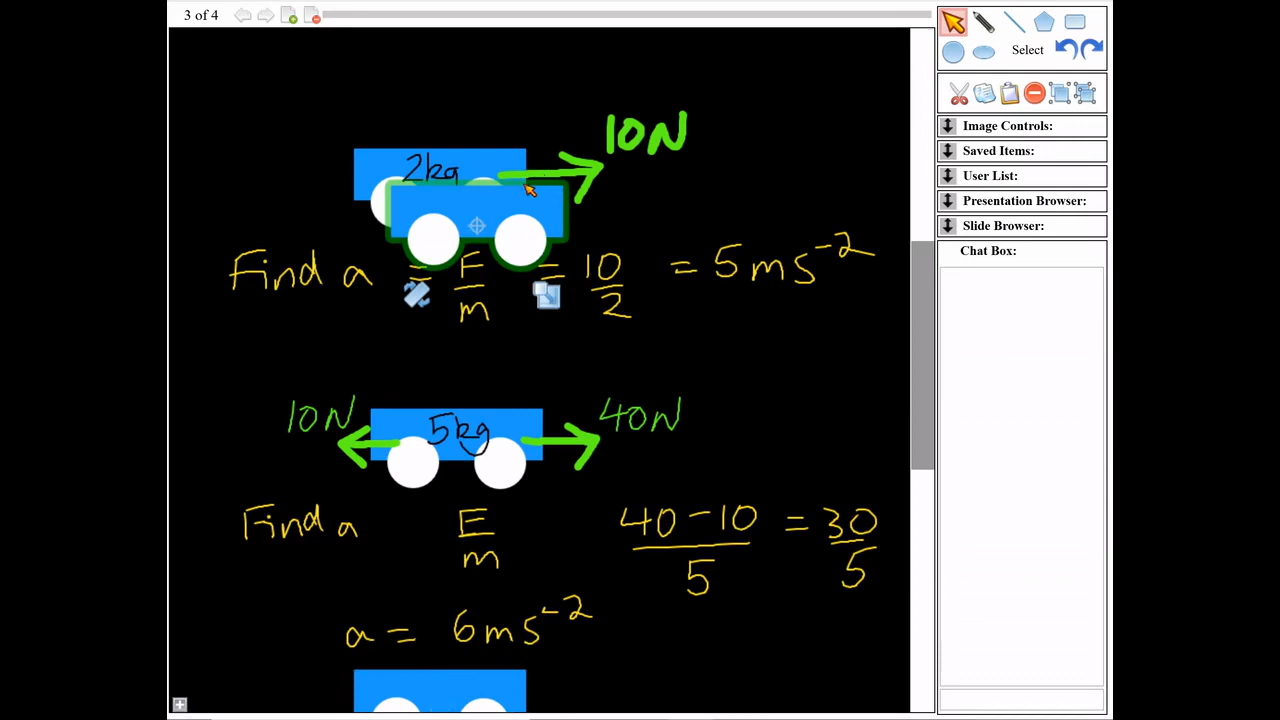 3 of 4
Select
Image Controls:
Saved Items:
User List:
Presentation Browser:
Slide Browser:
Chat Box:
10N
2kg
Find a = F/m = 10/2 = 5ms⁻²
10N
5kg
40N
Find a F/m 40-10/5 = 30/5
a = 6ms⁻²